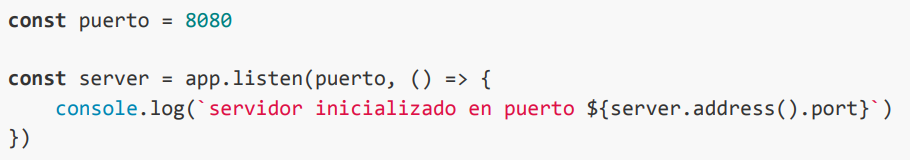 const puerto = 8080
const server = app.listen(puerto, () => {
    console.log(`servidor inicializado en puerto ${server.address().port}`)
})